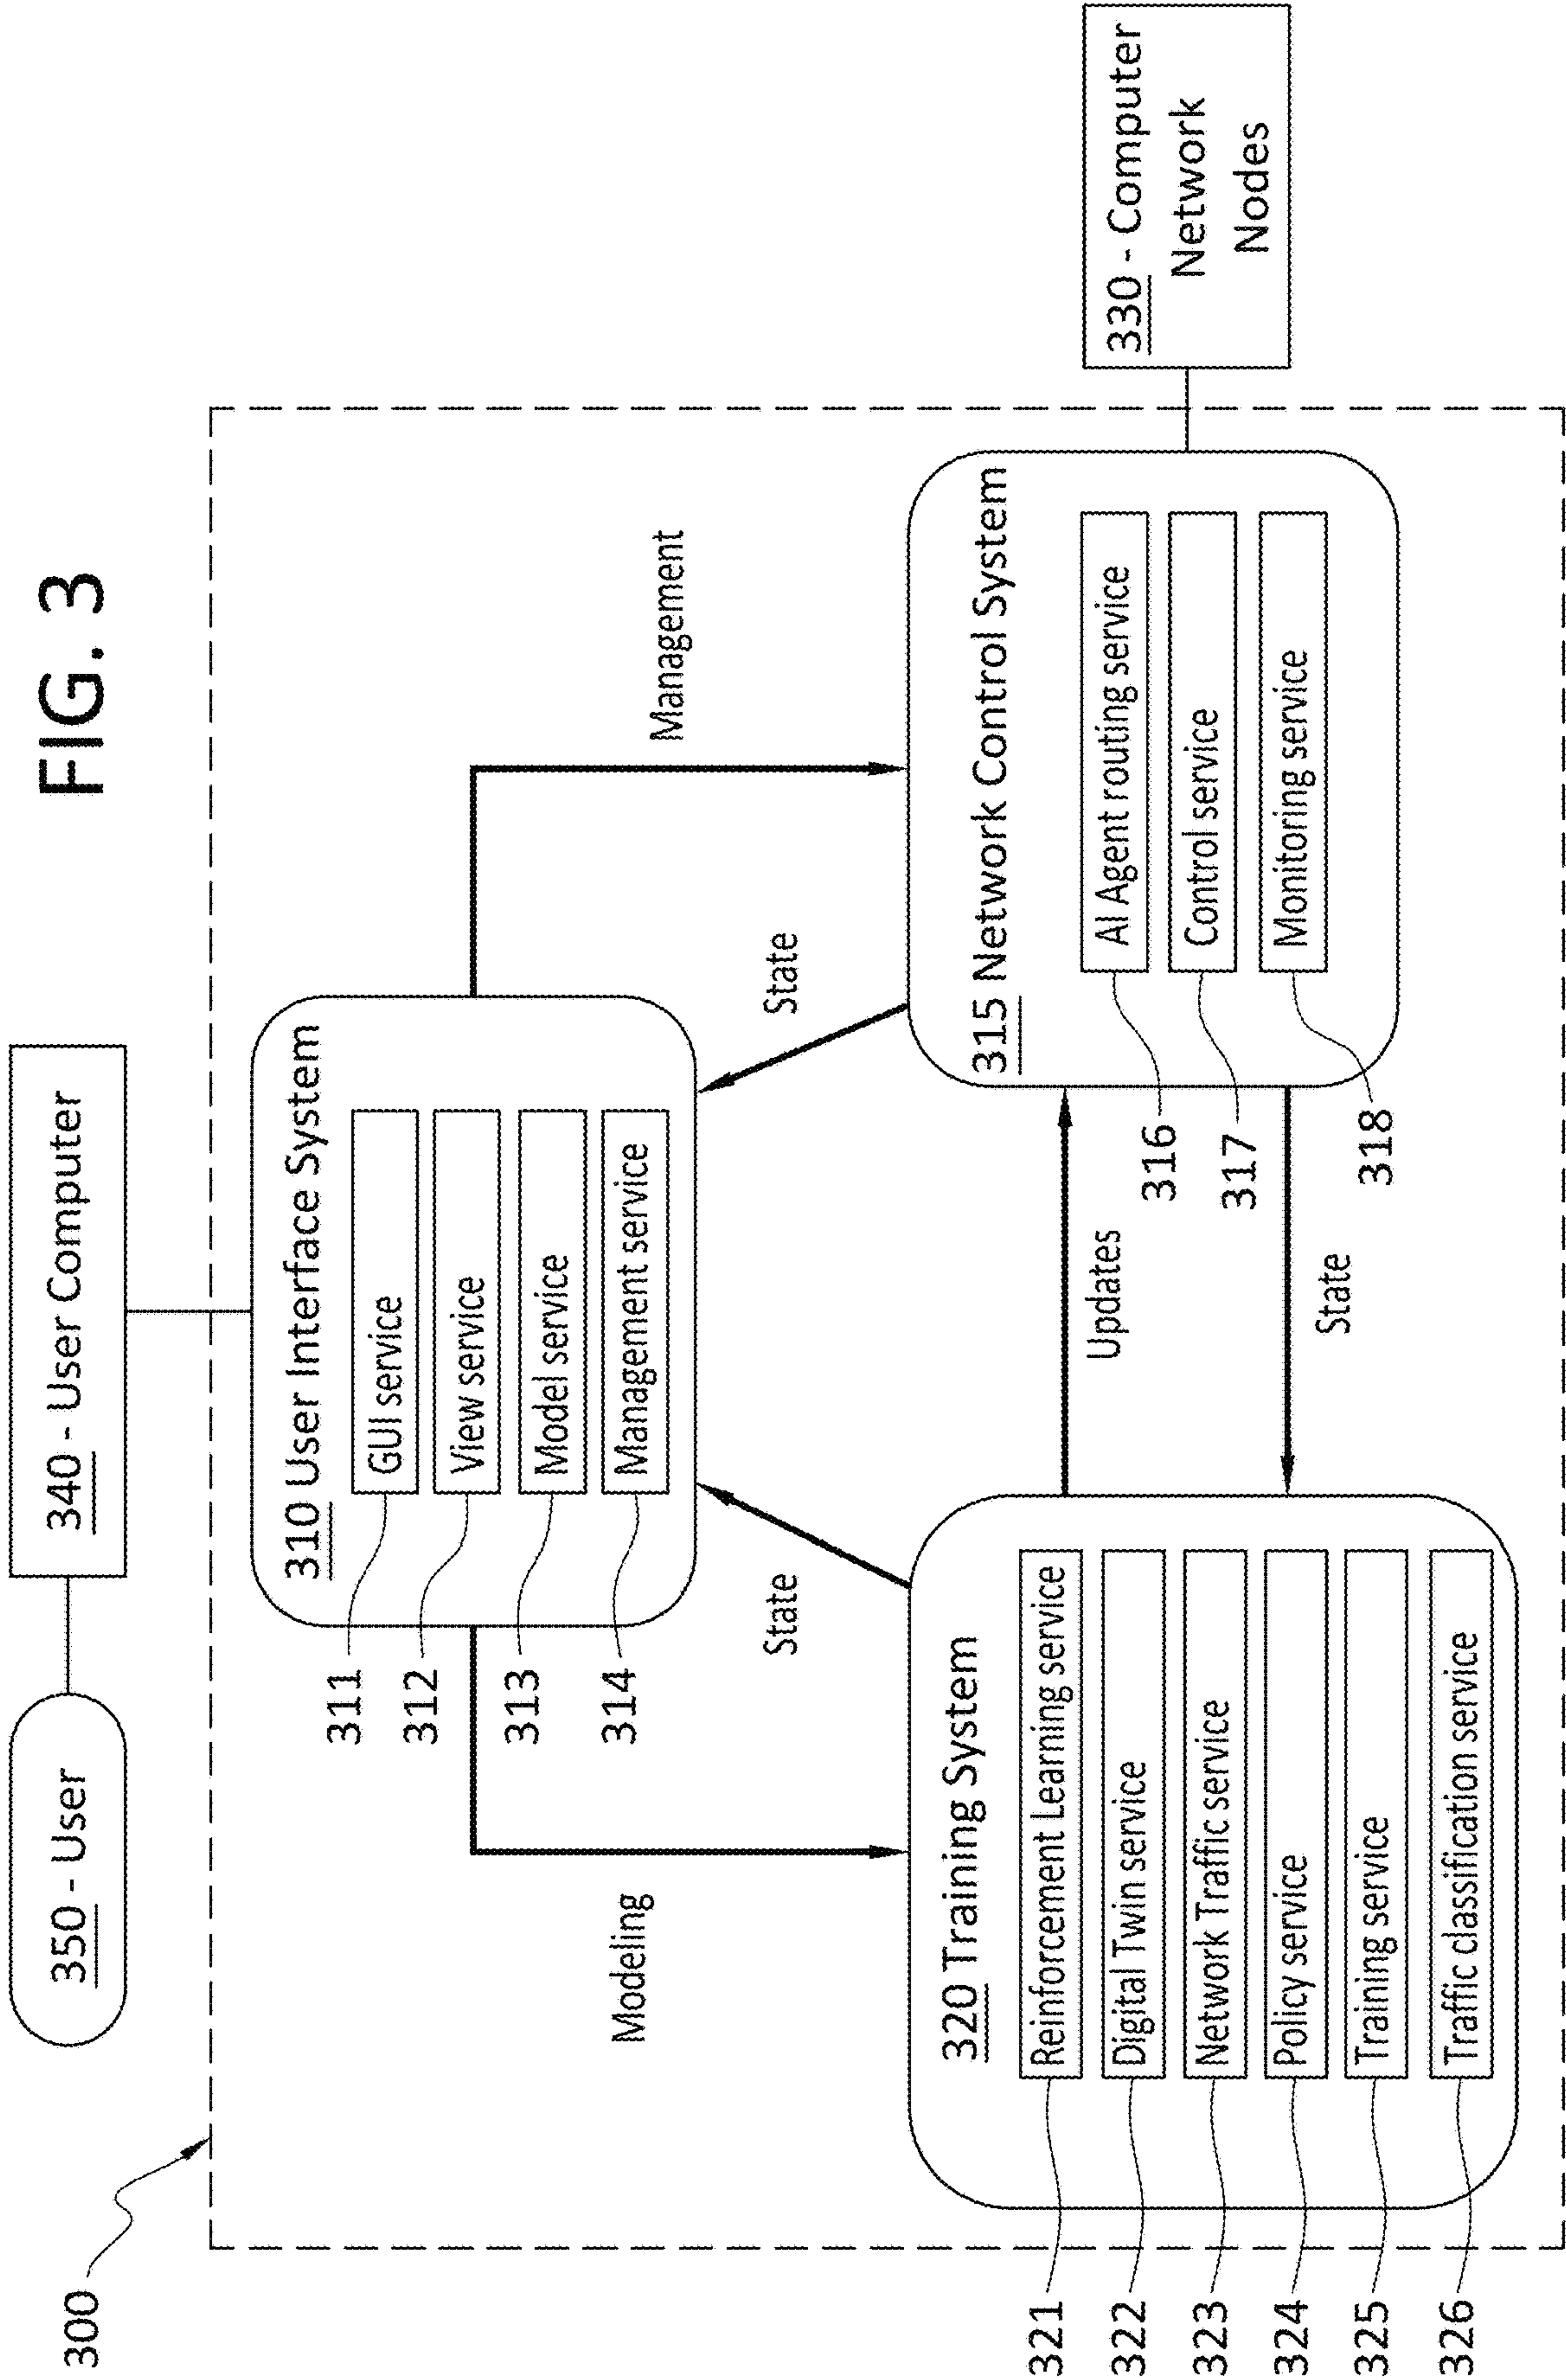 FIG. 3
300
350 - User
340 - User Computer
310 User Interface System
311
GUI service
312
View service
313
Model service
314
Management service
Modeling
State
State
Management
320 Training System
321
Reinforcement Learning service
322
Digital Twin service
323
Network Traffic service
324
Policy service
325
Training service
326
Traffic classification service
Updates
State
315 Network Control System
316
AI Agent routing service
317
Control service
318
Monitoring service
330 - Computer
Network
Nodes